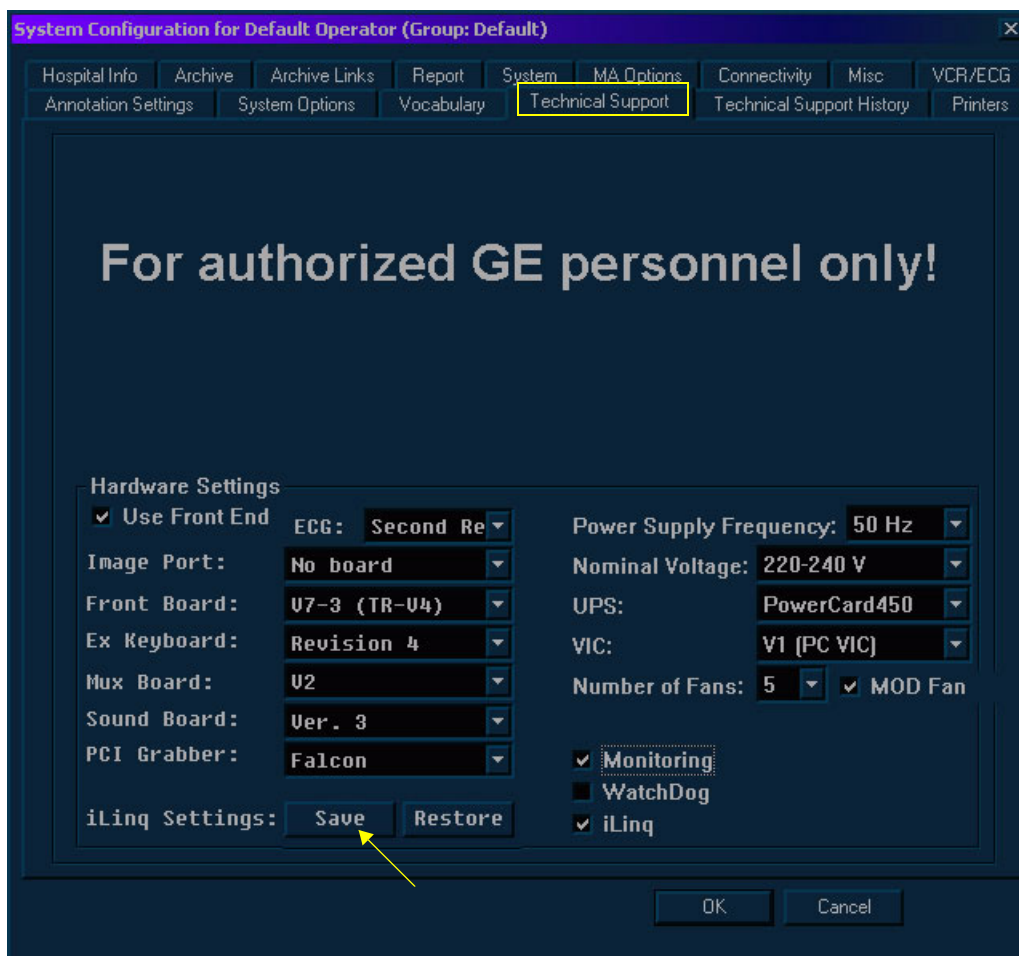 System Configuration for Default Operator (Group: Default)
Hospital Info Archive Archive Links Report System MA Options Connectivity Misc VCR/ECG
Annotation Settings System Options Vocabulary Technical Support Technical Support History Printers
For authorized GE personnel only!
Hardware Settings
Use Front End ECG: Second Re
Image Port: No board
Front Board: V7-3 (TR-V4)
Ex Keyboard: Revision 4
Mux Board: V2
Sound Board: Ver. 3
PCI Grabber: Falcon
iLinq Settings: Save Restore
Power Supply Frequency: 50 Hz
Nominal Voltage: 220-240 V
UPS: PowerCard450
VIC: V1 (PC VIC)
Number of Fans: 5 MOD Fan
Monitoring
WatchDog
iLinq
OK Cancel